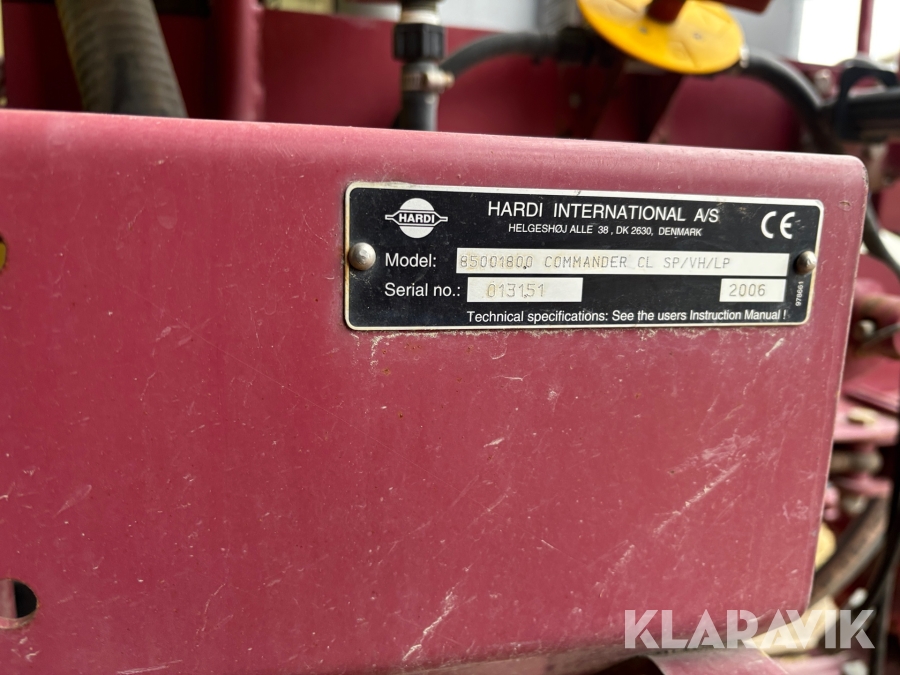 HARDI
HARDI INTERNATIONAL A/S
HELGESHØJ ALLE 38, DK 2630, DENMARK
CE
Model: 85001800 COMMANDER CL SP/VH/LP
Serial no.: 013151 2006
978661
Technical specifications: See the users Instruction Manual !
KLARAVIK